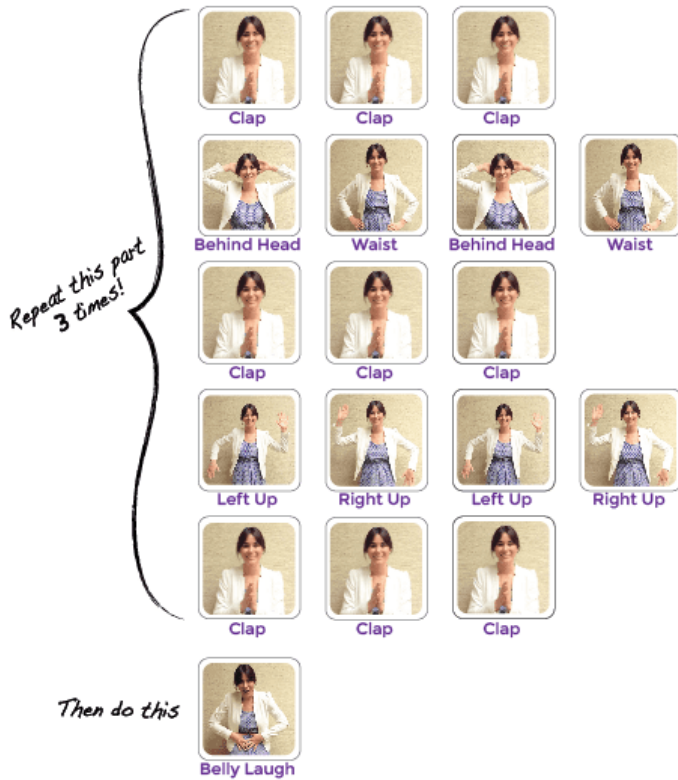 Clap Clap Clap
Behind Head Waist Behind Head Waist
Repeat this part
3 times!
Clap Clap Clap
Left Up Right Up Left Up Right Up
Clap Clap Clap
Then do this
Belly Laugh